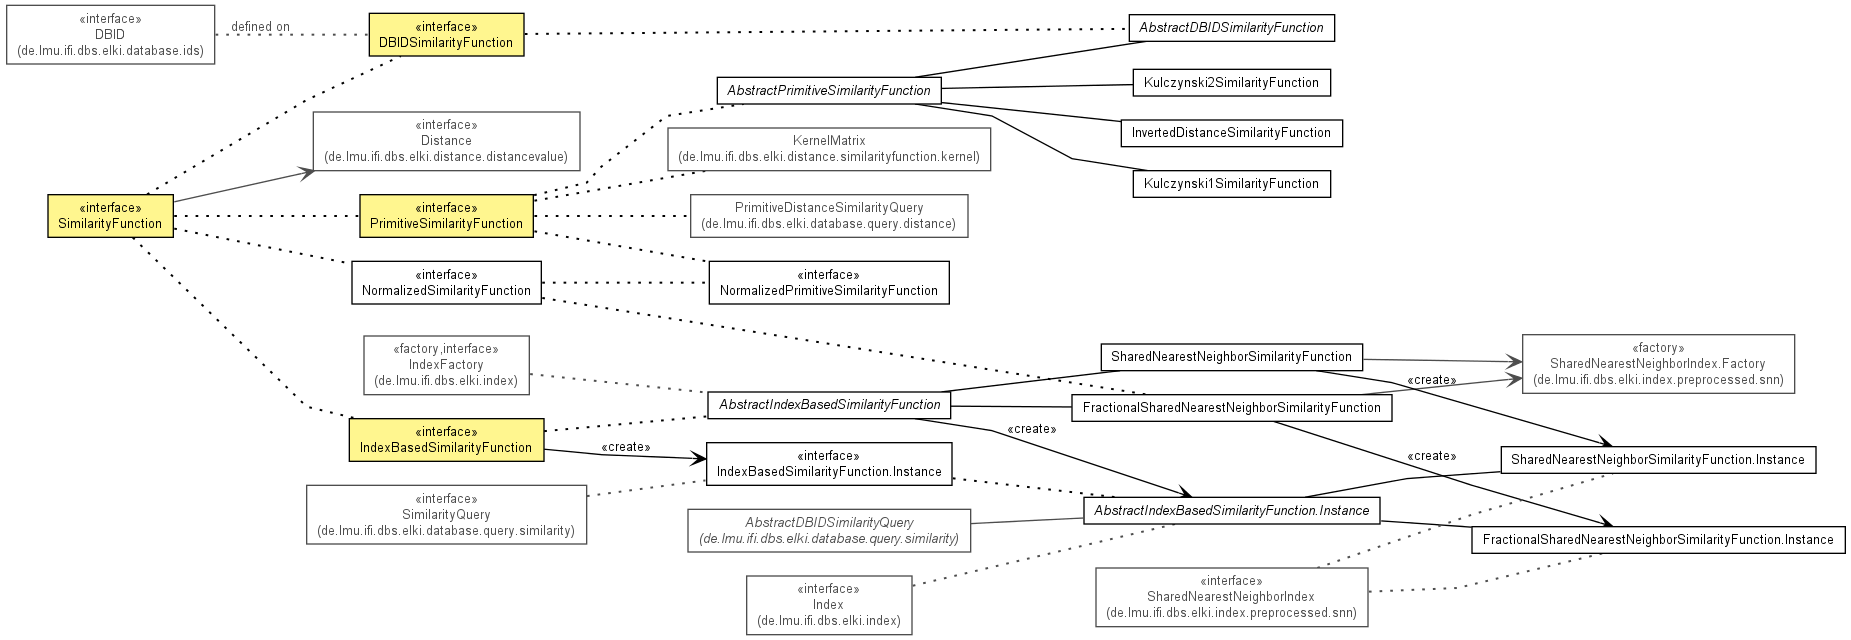 «interface»
DBID
(de.lmu.ifi.dbs.elki.database.ids)
defined on
«interface»
DBIDSimilarityFunction
AbstractDBIDSimilarityFunction
AbstractPrimitiveSimilarityFunction
Kulczynski2SimilarityFunction
InvertedDistanceSimilarityFunction
Kulczynski1SimilarityFunction
«interface»
Distance
(de.lmu.ifi.dbs.elki.distance.distancevalue)
KernelMatrix
(de.lmu.ifi.dbs.elki.distance.similarityfunction.kernel)
«interface»
SimilarityFunction
«interface»
PrimitiveSimilarityFunction
PrimitiveDistanceSimilarityQuery
(de.lmu.ifi.dbs.elki.database.query.distance)
«interface»
NormalizedSimilarityFunction
«interface»
NormalizedPrimitiveSimilarityFunction
«factory,interface»
IndexFactory
(de.lmu.ifi.dbs.elki.index)
SharedNearestNeighborSimilarityFunction
«factory»
SharedNearestNeighborIndex.Factory
(de.lmu.ifi.dbs.elki.index.preprocessed.snn)
«create»
AbstractIndexBasedSimilarityFunction
FractionalSharedNearestNeighborSimilarityFunction
«create»
«interface»
IndexBasedSimilarityFunction
«create»
«interface»
IndexBasedSimilarityFunction.Instance
«create»
SharedNearestNeighborSimilarityFunction.Instance
«interface»
SimilarityQuery
(de.lmu.ifi.dbs.elki.database.query.similarity)
AbstractDBIDSimilarityQuery
(de.lmu.ifi.dbs.elki.database.query.similarity)
AbstractIndexBasedSimilarityFunction.Instance
FractionalSharedNearestNeighborSimilarityFunction.Instance
«interface»
Index
(de.lmu.ifi.dbs.elki.index)
«interface»
SharedNearestNeighborIndex
(de.lmu.ifi.dbs.elki.index.preprocessed.snn)